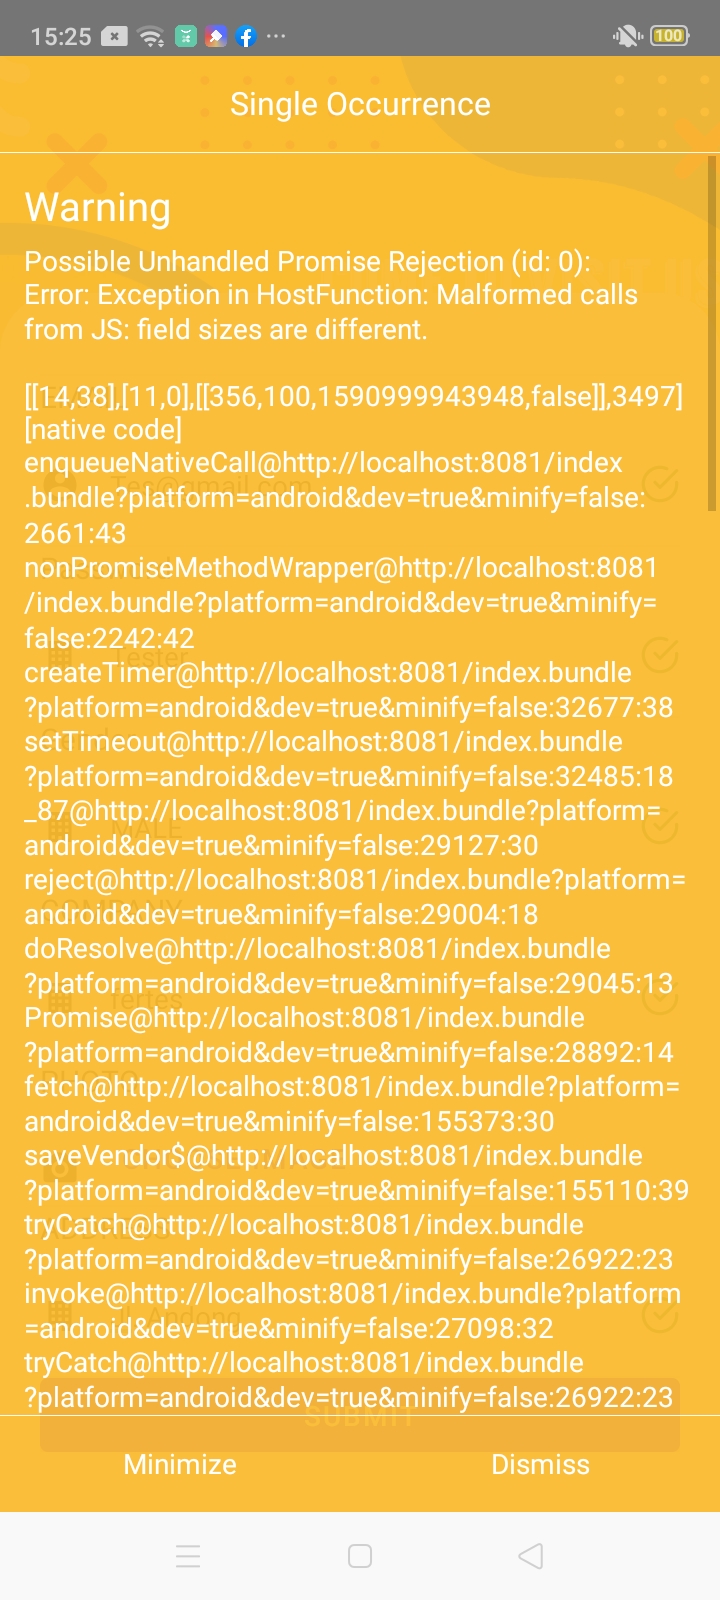 15:25
100
Single Occurrence
Warning
Possible Unhandled Promise Rejection (id: 0):
Error: Exception in HostFunction: Malformed calls
from JS: field sizes are different.
[[14,38],[11,0],[[356,100,1590999943948,false]],3497]
[native code]
enqueueNativeCall@http://localhost:8081/index
.bundle?platform=android&dev=true&minify=false:
2661:43
nonPromiseMethodWrapper@http://localhost:8081
/index.bundle?platform=android&dev=true&minify=
false:2242:42
createTimer@http://localhost:8081/index.bundle
?platform=android&dev=true&minify=false:32677:38
setTimeout@http://localhost:8081/index.bundle
?platform=android&dev=true&minify=false:32485:18
_87@http://localhost:8081/index.bundle?platform=
android&dev=true&minify=false:29127:30
reject@http://localhost:8081/index.bundle?platform=
android&dev=true&minify=false:29004:18
doResolve@http://localhost:8081/index.bundle
?platform=android&dev=true&minify=false:29045:13
Promise@http://localhost:8081/index.bundle
?platform=android&dev=true&minify=false:28892:14
fetch@http://localhost:8081/index.bundle?platform=
android&dev=true&minify=false:155373:30
saveVendor$@http://localhost:8081/index.bundle
?platform=android&dev=true&minify=false:155110:39
tryCatch@http://localhost:8081/index.bundle
?platform=android&dev=true&minify=false:26922:23
invoke@http://localhost:8081/index.bundle?platform
=android&dev=true&minify=false:27098:32
tryCatch@http://localhost:8081/index.bundle
?platform=android&dev=true&minify=false:26922:23
SUBMIT
Minimize
Dismiss